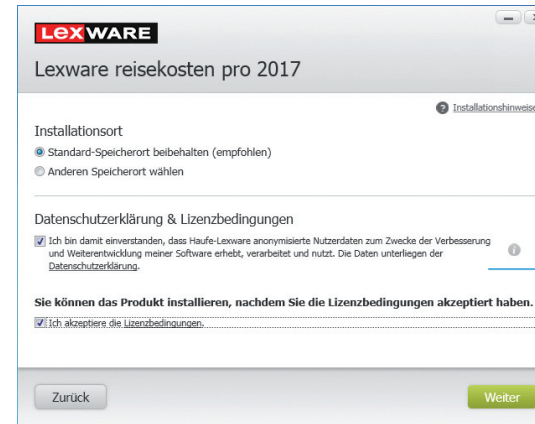 LEXWARE
Lexware reisekosten pro 2017
? Installationshinweise
Installationsort
Standard-Speicherort beibehalten (empfohlen)
Anderen Speicherort wählen
Datenschutzerklärung & Lizenzbedingungen
Ich bin damit einverstanden, dass Haufe-Lexware anonymisierte Nutzerdaten zum Zwecke der Verbesserung
und Weiterentwicklung meiner Software erhebt, verarbeitet und nutzt. Die Daten unterliegen der
Datenschutzerklärung.
i
Sie können das Produkt installieren, nachdem Sie die Lizenzbedingungen akzeptiert haben.
Ich akzeptiere die Lizenzbedingungen.
Zurück
Weiter